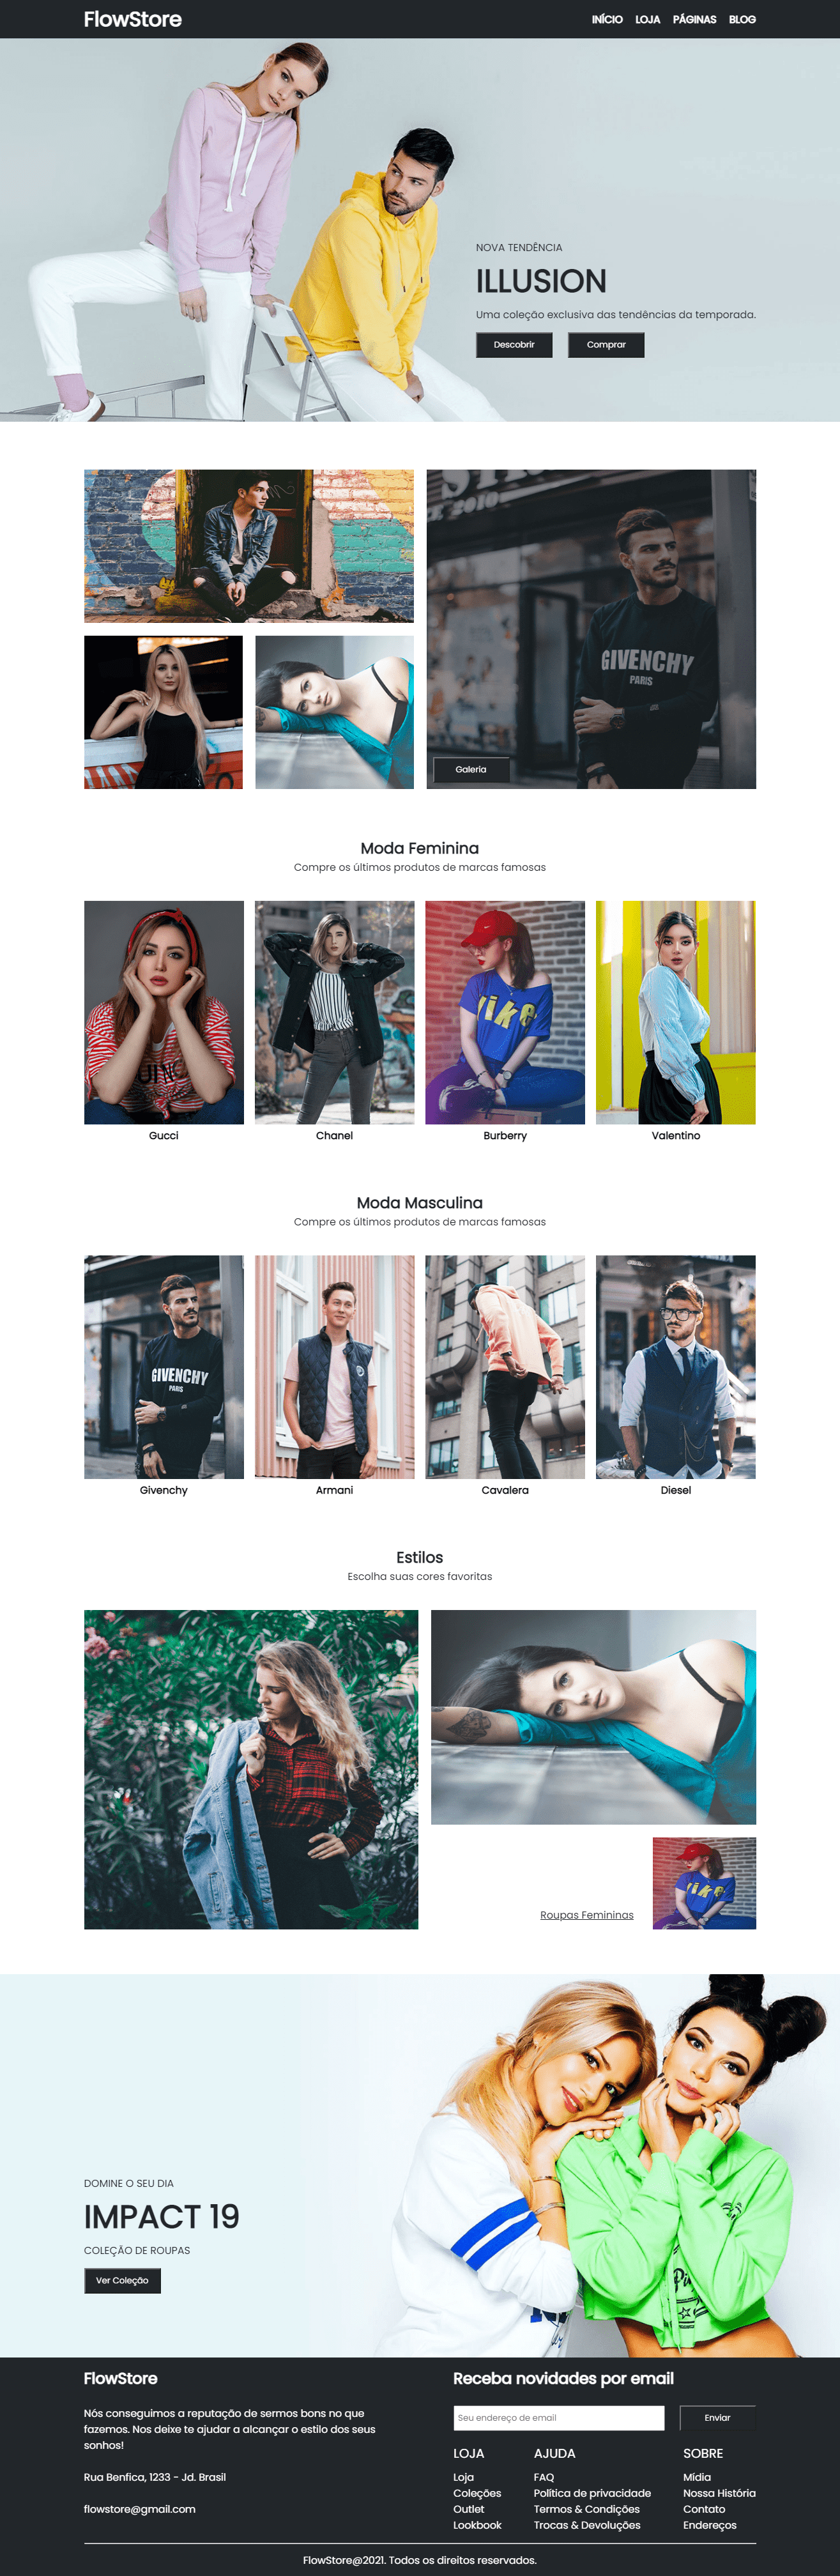 FlowStore
INÍCIO LOJA PÁGINAS BLOG
NOVA TENDÊNCIA
ILLUSION
Uma coleção exclusiva das tendências da temporada.
Descobrir Comprar
2010
GIVENCHY
PARIS
Galeria
Moda Feminina
Compre os últimos produtos de marcas famosas
Gucci Chanel Burberry Valentino
Moda Masculina
Compre os últimos produtos de marcas famosas
GIVENCHY
PARIS
Givenchy Armani Cavalera Diesel
Estilos
Escolha suas cores favoritas
Roupas Femininas
DOMINE O SEU DIA
IMPACT 19
COLEÇÃO DE ROUPAS
Ver Coleção
FlowStore
Nós conseguimos a reputação de sermos bons no que
fazemos. Nos deixe te ajudar a alcançar o estilo dos seus
sonhos!
Rua Benfica, 1233 - Jd. Brasil
flowstore@gmail.com
Receba novidades por email
Seu endereço de email Enviar
LOJA
Loja
Coleções
Outlet
Lookbook
AJUDA
FAQ
Política de privacidade
Termos & Condições
Trocas & Devoluções
SOBRE
Mídia
Nossa História
Contato
Endereços
FlowStore@2021. Todos os direitos reservados.